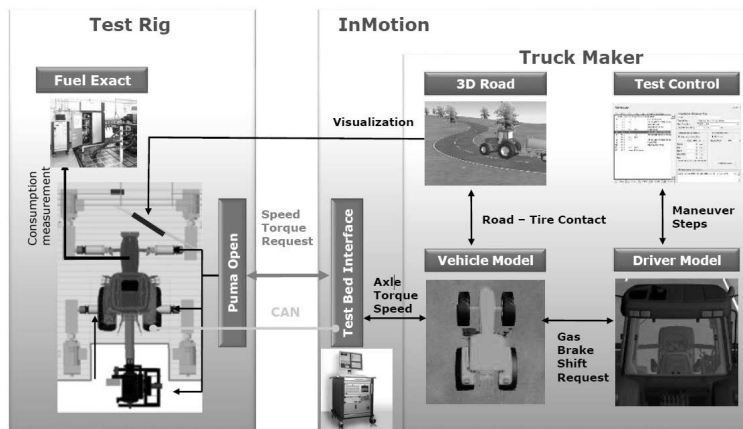 Test Rig
InMotion
Truck Maker
Fuel Exact
3D Road
Test Control
Visualization
Consumption
measurement
Speed
Torque
Request
Road – Tire Contact
Maneuver
Steps
Puma Open
Test Bed Interface
Vehicle Model
Driver Model
CAN
Axle
Torque
Speed
Gas
Brake
Shift
Request